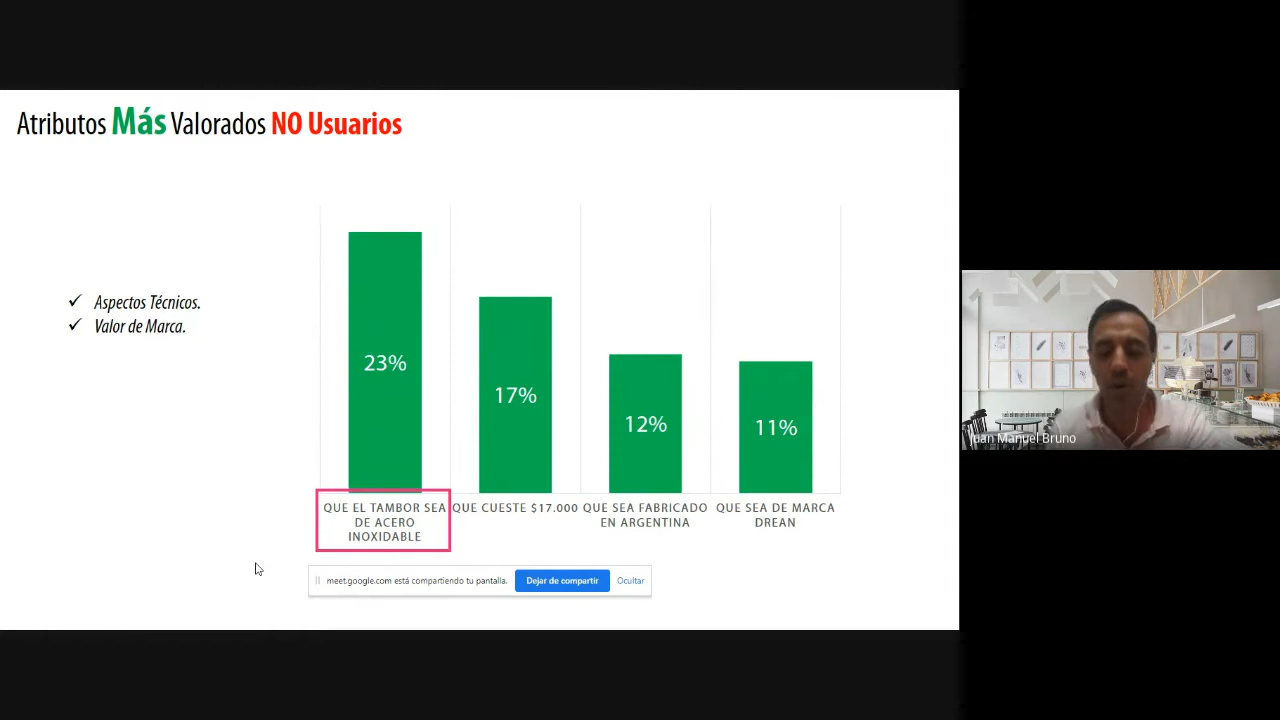 Atributos Más Valorados NO Usuarios
✓ Aspectos Técnicos.
✓ Valor de Marca.
23%
17%
12%
11%
QUE EL TAMBOR SEA
DE ACERO
INOXIDABLE
QUE CUESTE $17.000
QUE SEA FABRICADO
EN ARGENTINA
QUE SEA DE MARCA
DREAN
meet.google.com está compartiendo tu pantalla.
Dejar de compartir
Ocultar
Juan Manuel Bruno